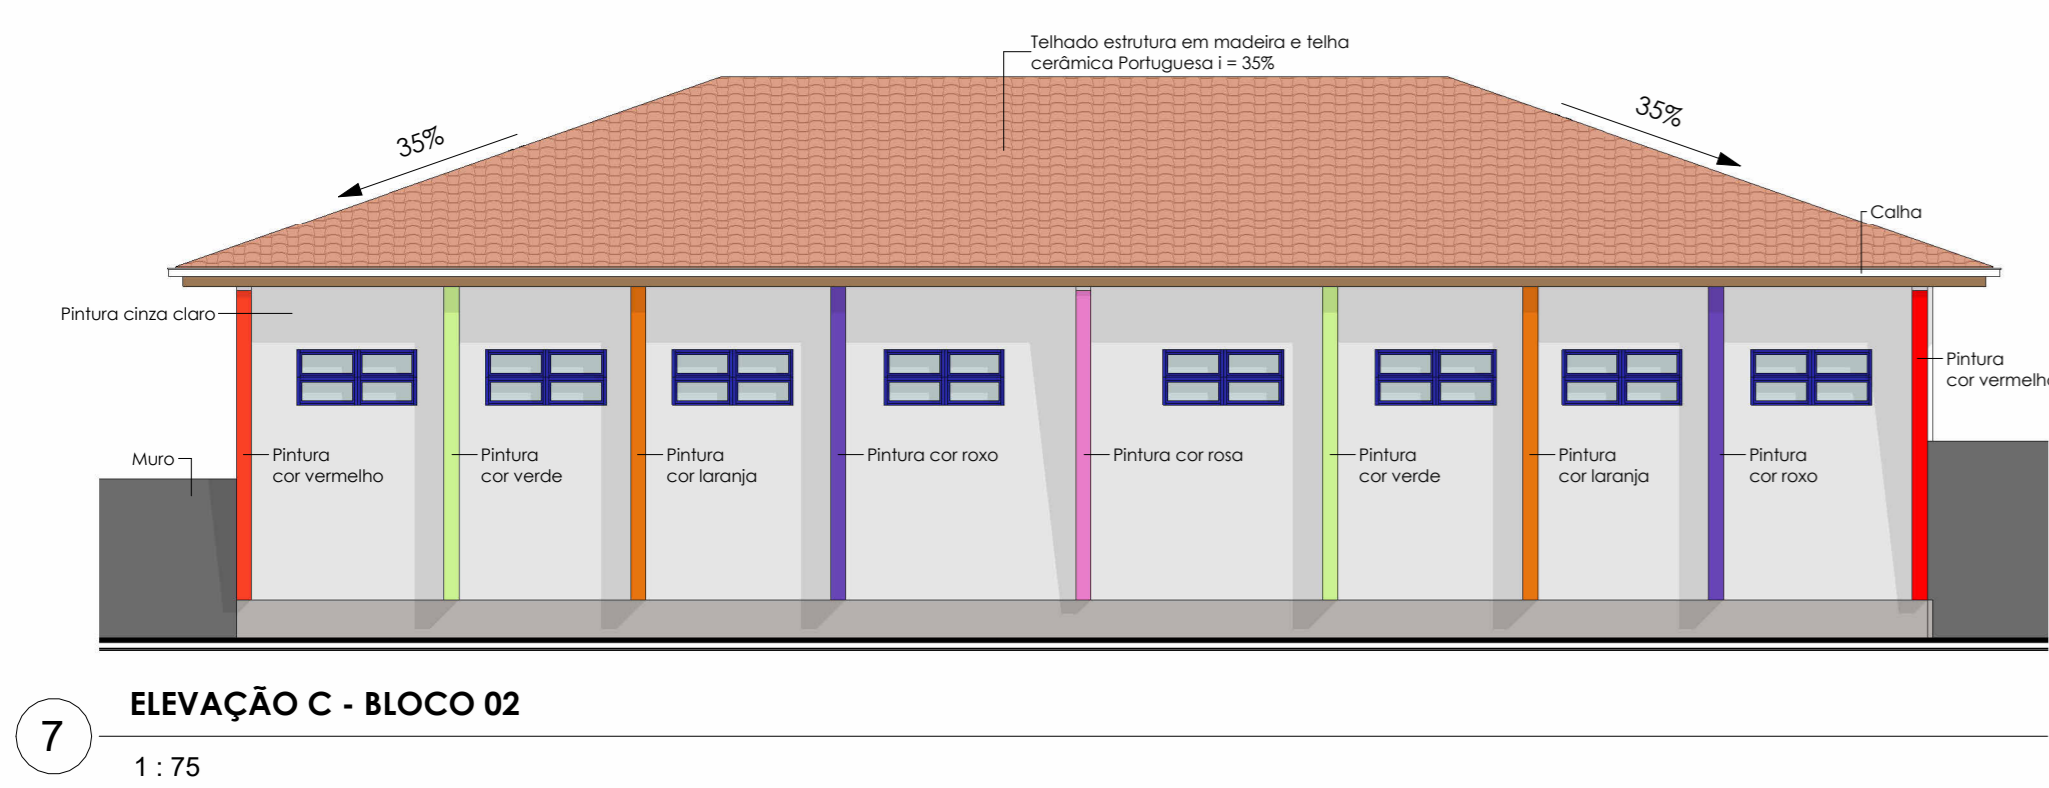 Telhado estrutura em madeira e telha
cerâmica Portuguesa i = 35%
35%
35%
Calha
Pintura cinza claro
Pintura
cor vermelho
Muro
Pintura
cor vermelho
Pintura
cor verde
Pintura
cor laranja
Pintura cor roxo
Pintura cor rosa
Pintura
cor verde
Pintura
cor laranja
Pintura
cor roxo
7
ELEVAÇÃO C - BLOCO 02
1 : 75